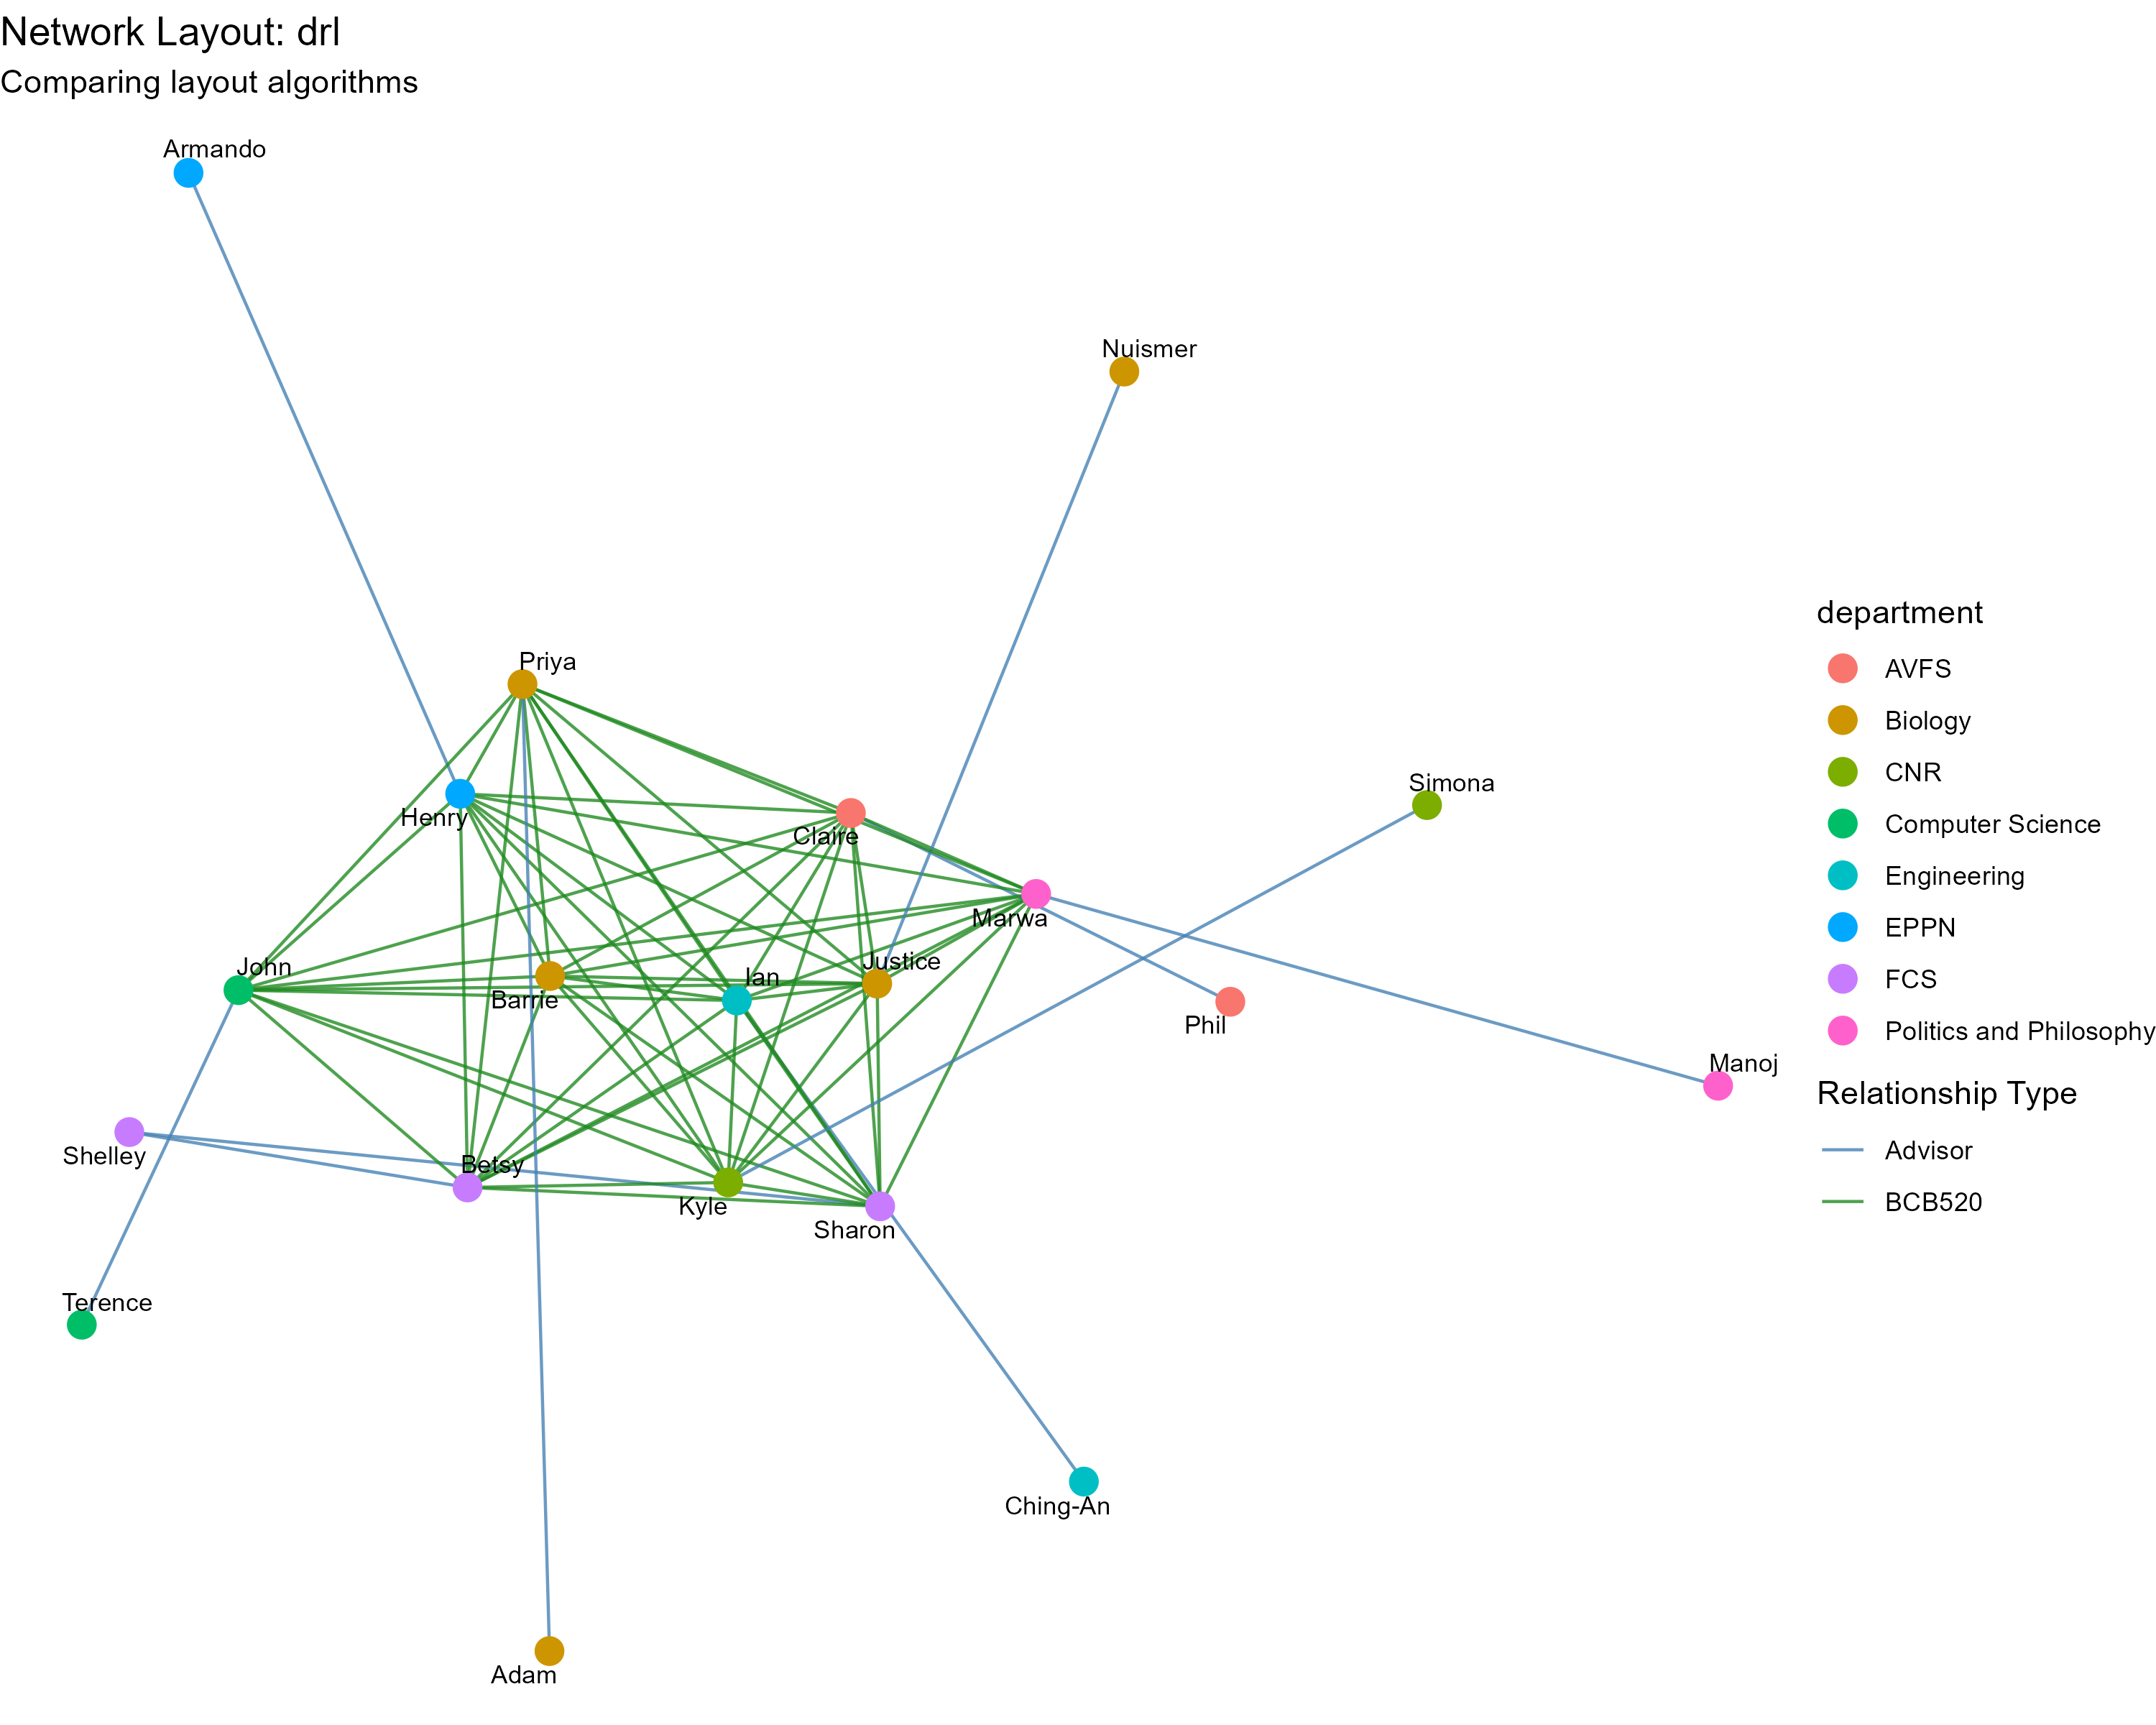 Network Layout: drl
Comparing layout algorithms
Armando
Nuismer
Priya
Simona
Henry
Claire
Marwa
John
Ian
Justice
Barrie
Phil
Manoj
Shelley
Betsy
Kyle
Sharon
Terence
Ching-An
Adam
department
AVFS
Biology
CNR
Computer Science
Engineering
EPPN
FCS
Politics and Philosophy
Relationship Type
Advisor
BCB520